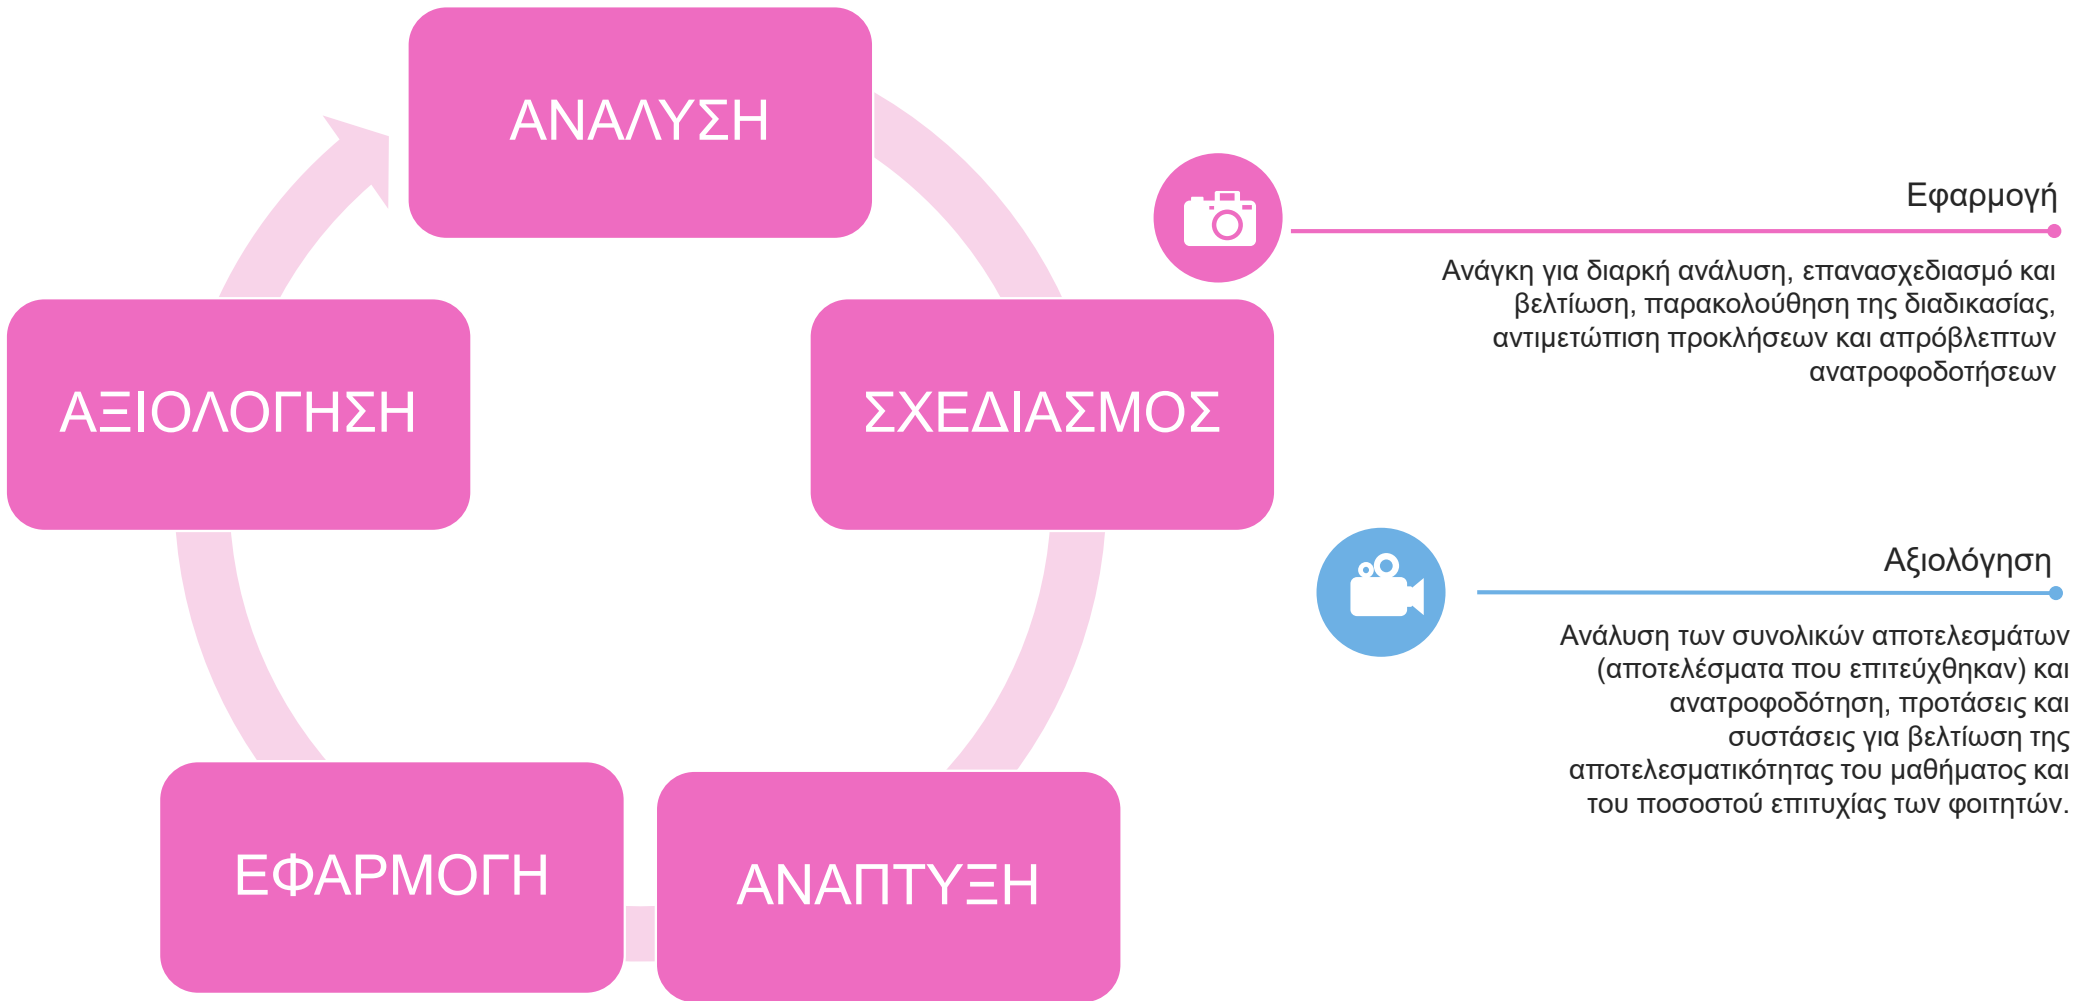 ΑΝΑΛΥΣΗ
ΣΧΕΔΙΑΣΜΟΣ
ΑΝΑΠΤΥΞΗ
ΕΦΑΡΜΟΓΗ
ΑΞΙΟΛΟΓΗΣΗ
Εφαρμογή
Ανάγκη για διαρκή ανάλυση, επανασχεδιασμό και
βελτίωση, παρακολούθηση της διαδικασίας,
αντιμετώπιση προκλήσεων και απρόβλεπτων
ανατροφοδοτήσεων
Αξιολόγηση
Ανάλυση των συνολικών αποτελεσμάτων
(αποτελέσματα που επιτεύχθηκαν) και
ανατροφοδότηση, προτάσεις και
συστάσεις για βελτίωση της
αποτελεσματικότητας του μαθήματος και
του ποσοστού επιτυχίας των φοιτητών.